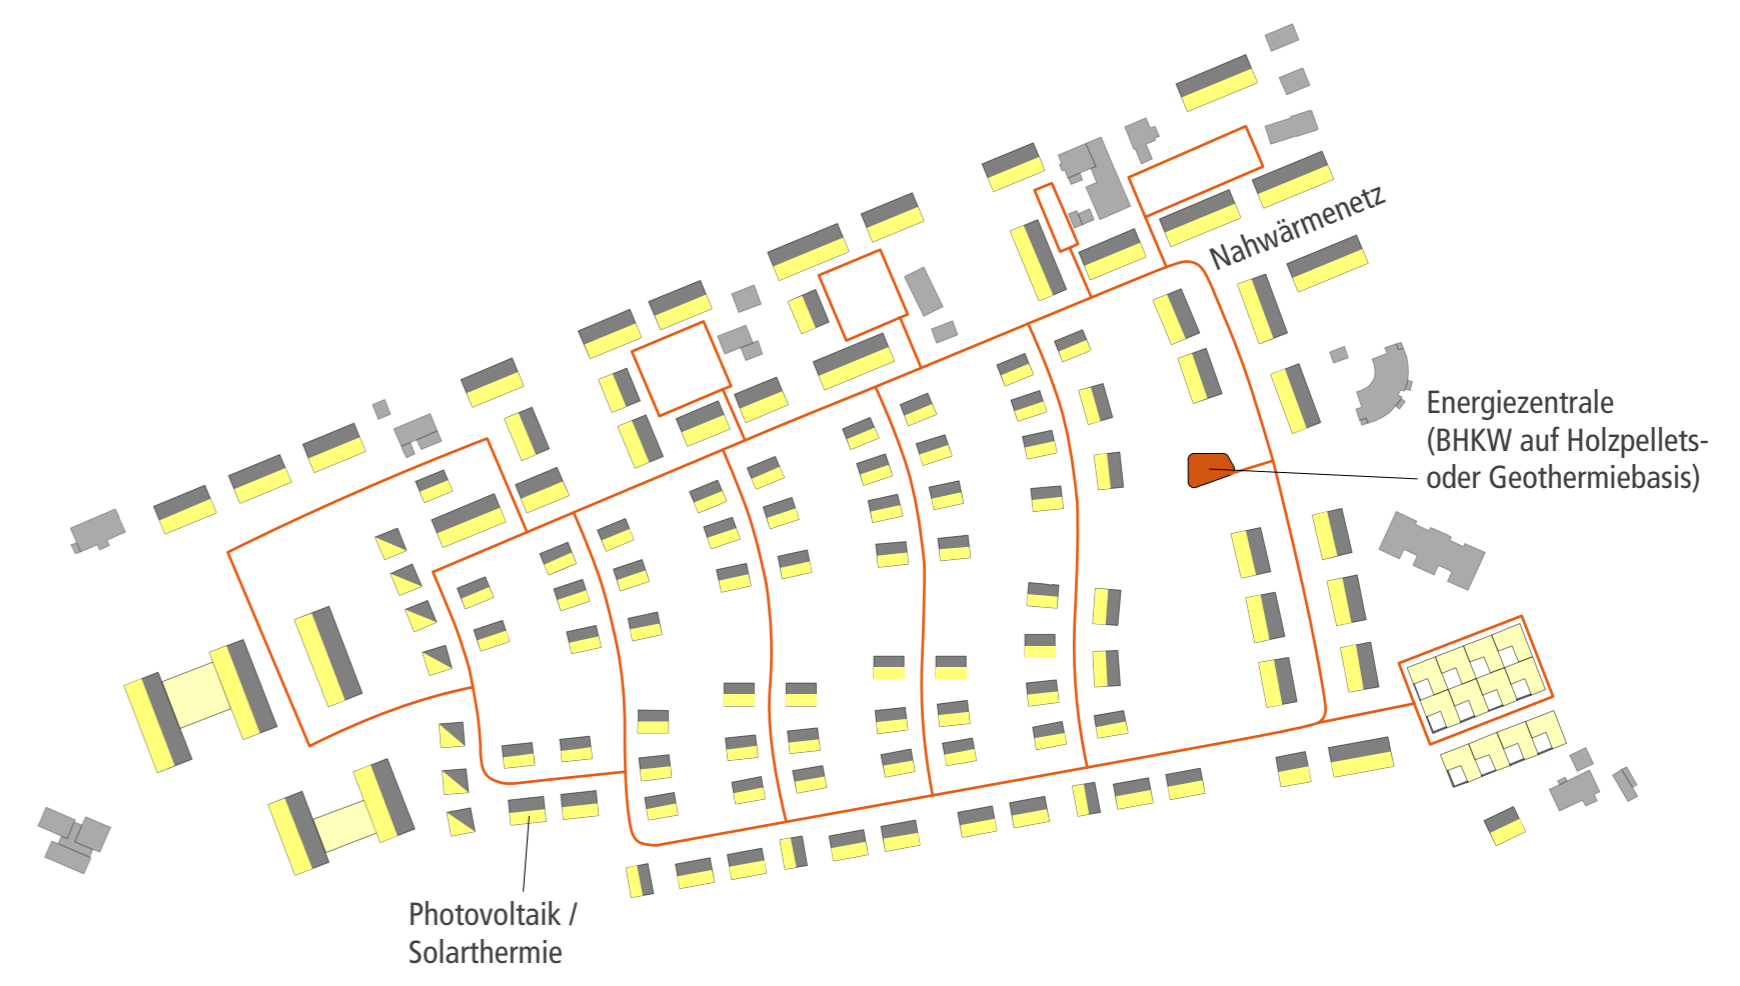 Nahwärmenetz
Energiezentrale
(BHKW auf Holzpellets-
oder Geothermiebasis)
Photovoltaik /
Solarthermie